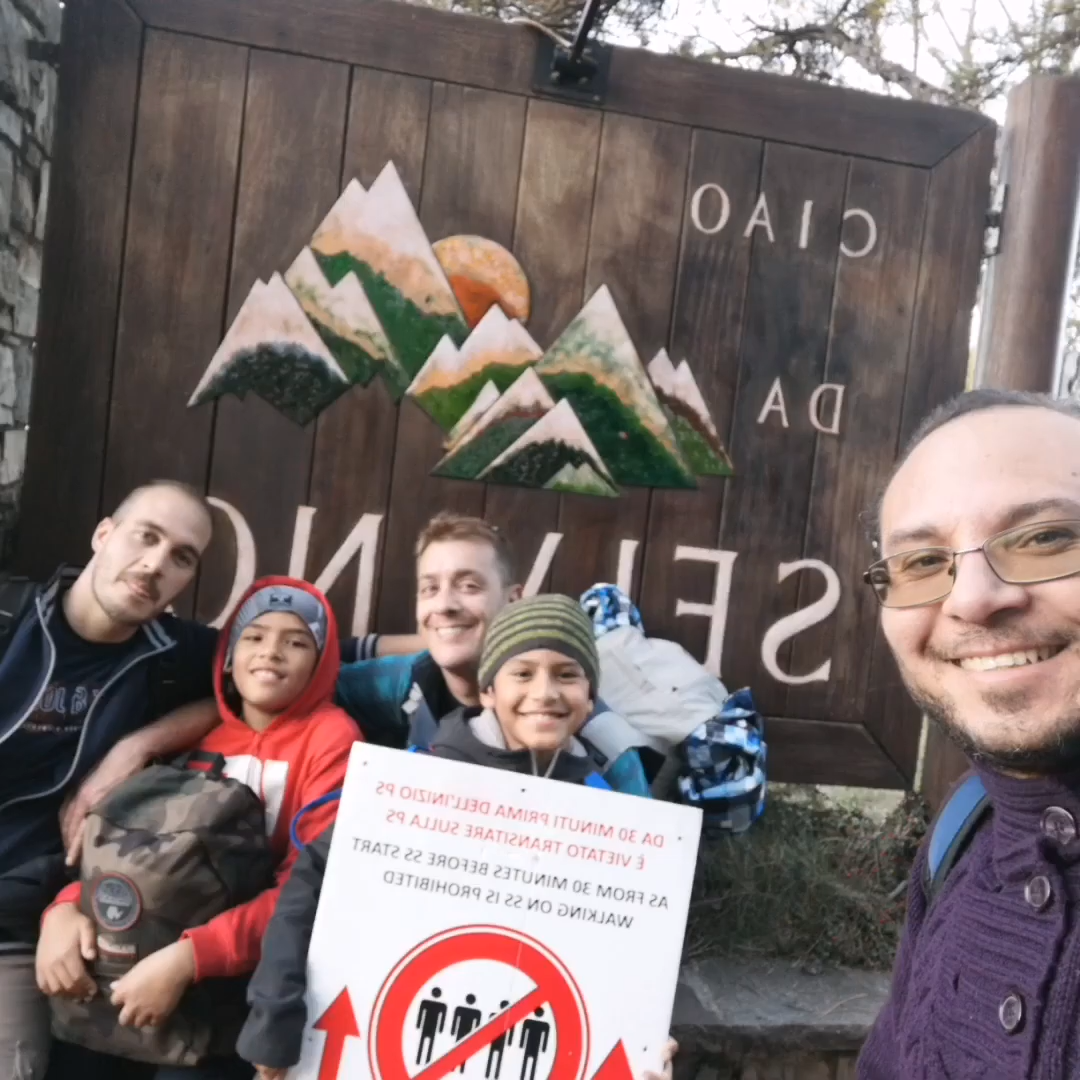 CIAO
DA
SELVINO
DA 30 MINUTI PRIMA DELL'INIZIO PS
È VIETATO TRANSITARE SULLA PS
AS FROM 30 MINUTES BEFORE SS START
WALKING ON SS IS PROHIBITED